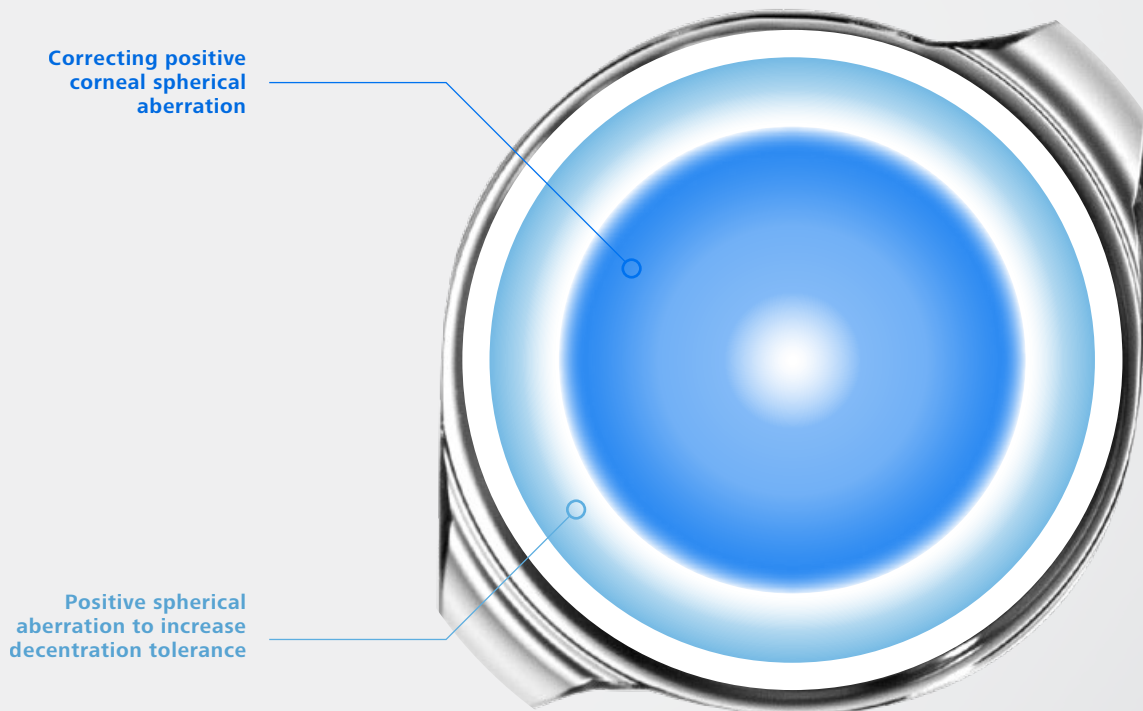 Correcting positive
corneal spherical
aberration
Positive spherical
aberration to increase
decentration tolerance